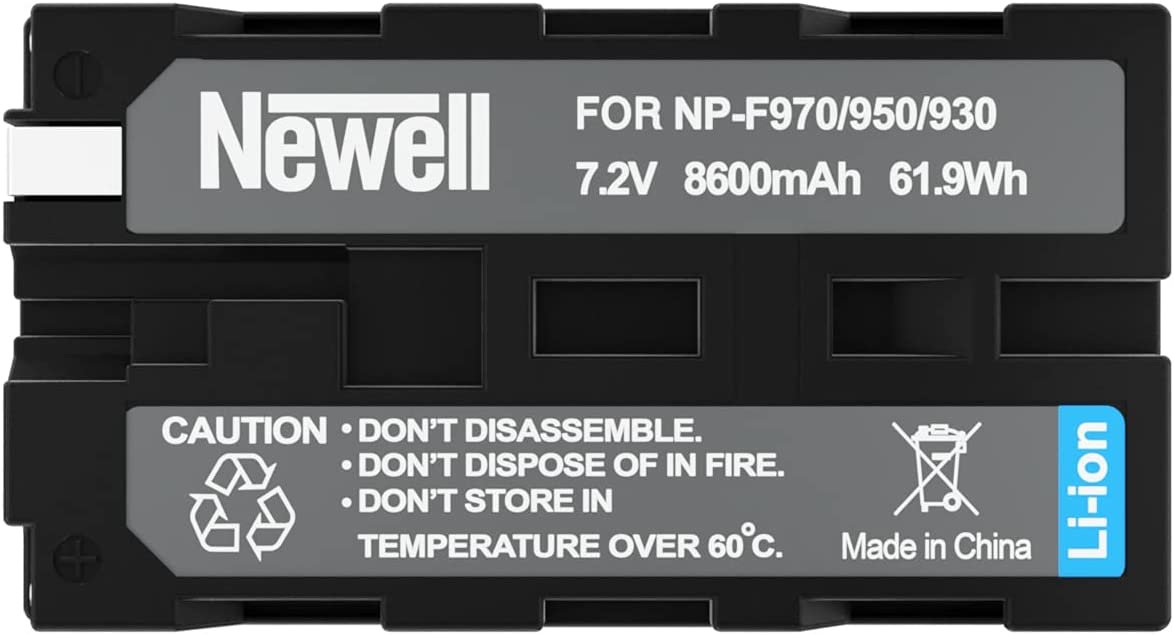 Newell
FOR NP-F970/950/930
7.2V 8600mAh 61.9Wh
CAUTION
•DON'T DISASSEMBLE.
•DON'T DISPOSE OF IN FIRE.
•DON'T STORE IN
TEMPERATURE OVER 60°C.
Made in China
Li-ion